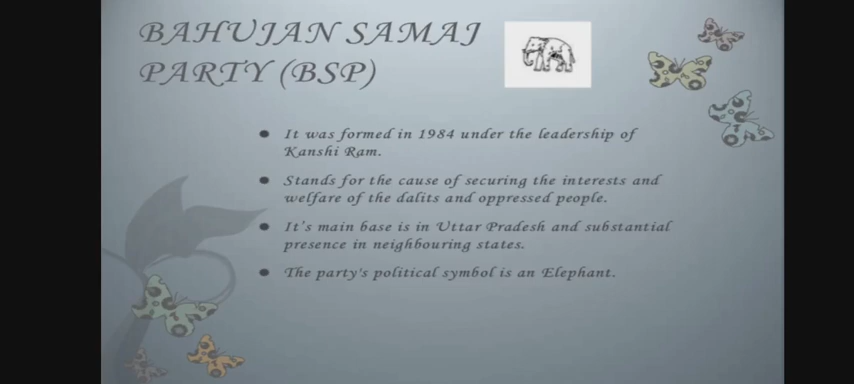 BAHUJAN SAMAJ
PARTY (BSP)
It was formed in 1984 under the leadership of
Kanshi Ram.
Stands for the cause of securing the interests and
welfare of the dalits and oppressed people.
It's main base is in Uttar Pradesh and substantial
presence in neighbouring states.
The party's political symbol is an Elephant.